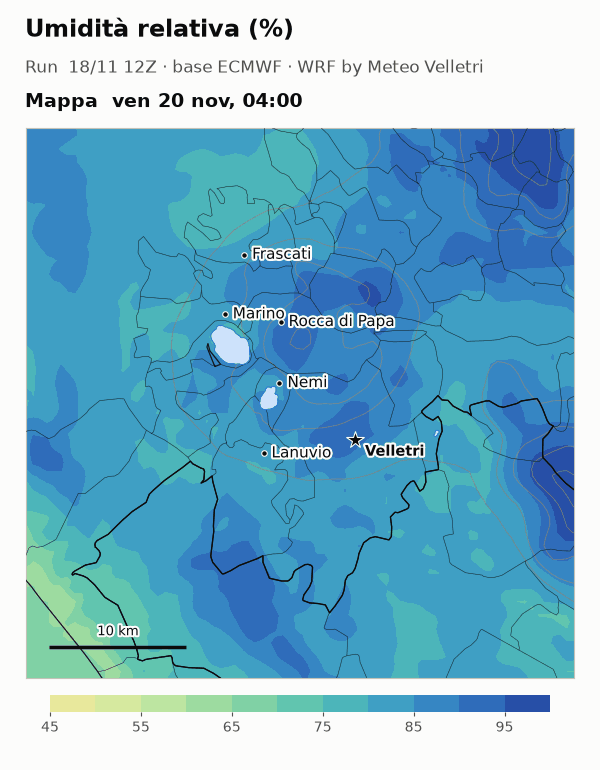 Umidità relativa (%)
Run  18/11 12Z · base ECMWF · WRF by Meteo Velletri
Mappa  ven 20 nov, 04:00
Frascati
Marino
Rocca di Papa
Nemi
Velletri
Lanuvio
10 km
45 55 65 75 85 95